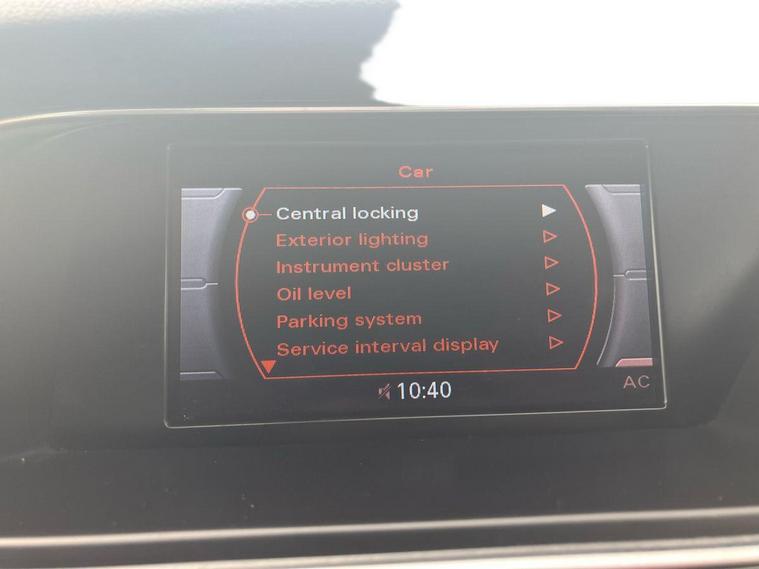 Car
Central locking
Exterior lighting
Instrument cluster
Oil level
Parking system
Service interval display
10:40
AC